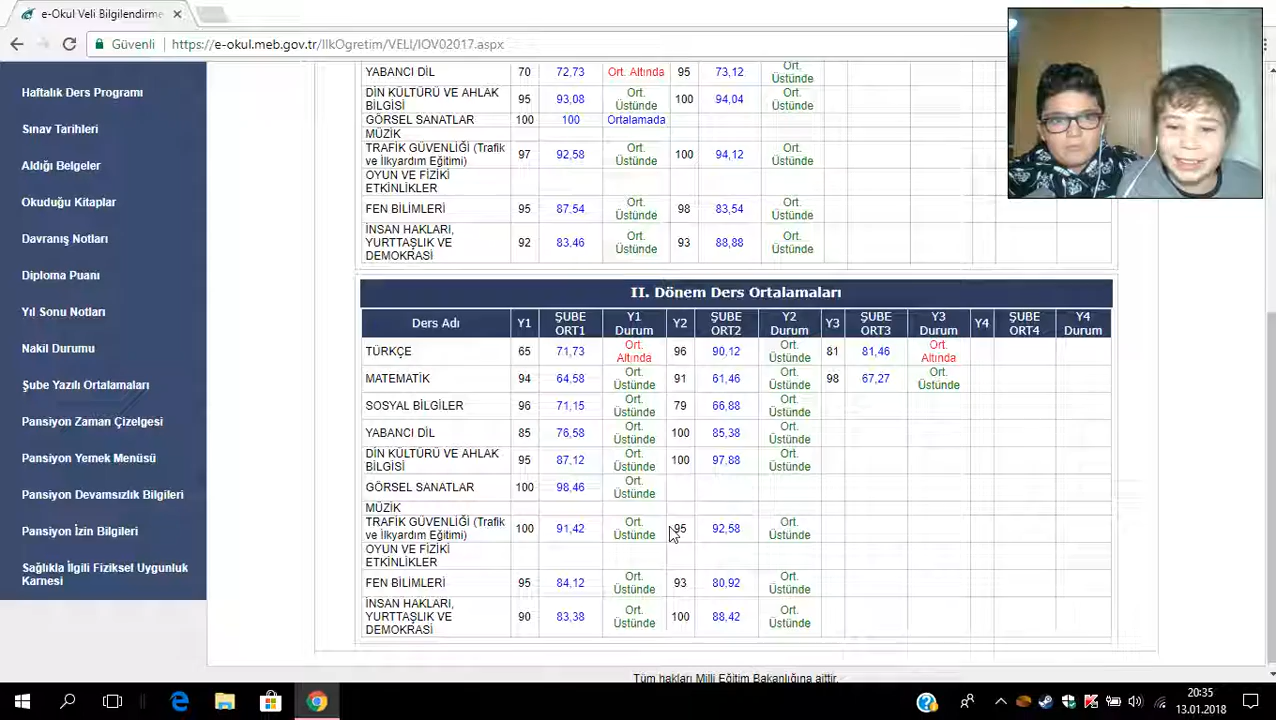 e-Okul Veli Bilgilendirme
Güvenli https://e-okul.meb.gov.tr/IlkOgretim/VELI/IOV02017.aspx
Haftalık Ders Programı
Sınav Tarihleri
Aldığı Belgeler
Okuduğu Kitaplar
Davranış Notları
Diploma Puanı
Yıl Sonu Notları
Nakil Durumu
Şube Yazılı Ortalamaları
Pansiyon Zaman Çizelgesi
Pansiyon Yemek Menüsü
Pansiyon Devamsızlık Bilgileri
Pansiyon İzin Bilgileri
Sağlıkla İlgili Fiziksel Uygunluk
Karnesi
YABANCI DİL 70 72,73 Ort. Altında 95 73,12 Ort. Üstünde
DİN KÜLTÜRÜ VE AHLAK
BİLGİSİ 95 93,08 Ort. Üstünde 100 94,04 Ort. Üstünde
GÖRSEL SANATLAR 100 100 Ortalamada
MÜZİK
TRAFİK GÜVENLİĞİ (Trafik
ve İlkyardım Eğitimi) 97 92,58 Ort. Üstünde 100 94,12 Ort. Üstünde
OYUN VE FİZİKİ
ETKİNLİKLER
FEN BİLİMLERİ 95 87,54 Ort. Üstünde 98 83,54 Ort. Üstünde
İNSAN HAKLARI,
YURTTAŞLIK VE
DEMOKRASİ 92 83,46 Ort. Üstünde 93 88,88 Ort. Üstünde
II. Dönem Ders Ortalamaları
Ders Adı Y1 ŞUBE ORT1 Y1 Durum Y2 ŞUBE ORT2 Y2 Durum Y3 ŞUBE ORT3 Y3 Durum Y4 ŞUBE ORT4 Y4 Durum
TÜRKÇE 65 71,73 Ort. Altında 96 90,12 Ort. Üstünde 81 81,46 Ort. Altında
MATEMATİK 94 64,58 Ort. Üstünde 91 61,46 Ort. Üstünde 98 67,27 Ort. Üstünde
SOSYAL BİLGİLER 96 71,15 Ort. Üstünde 79 66,88 Ort. Üstünde
YABANCI DİL 85 76,58 Ort. Üstünde 100 85,38 Ort. Üstünde
DİN KÜLTÜRÜ VE AHLAK
BİLGİSİ 95 87,12 Ort. Üstünde 100 97,88 Ort. Üstünde
GÖRSEL SANATLAR 100 98,46 Ort. Üstünde
MÜZİK
TRAFİK GÜVENLİĞİ (Trafik
ve İlkyardım Eğitimi) 100 91,42 Ort. Üstünde 95 92,58 Ort. Üstünde
OYUN VE FİZİKİ
ETKİNLİKLER
FEN BİLİMLERİ 95 84,12 Ort. Üstünde 93 80,92 Ort. Üstünde
İNSAN HAKLARI,
YURTTAŞLIK VE
DEMOKRASİ 90 83,38 Ort. Üstünde 100 88,42 Ort. Üstünde
Tüm hakları Milli Eğitim Bakanlığına aittir.
20:35
13.01.2018